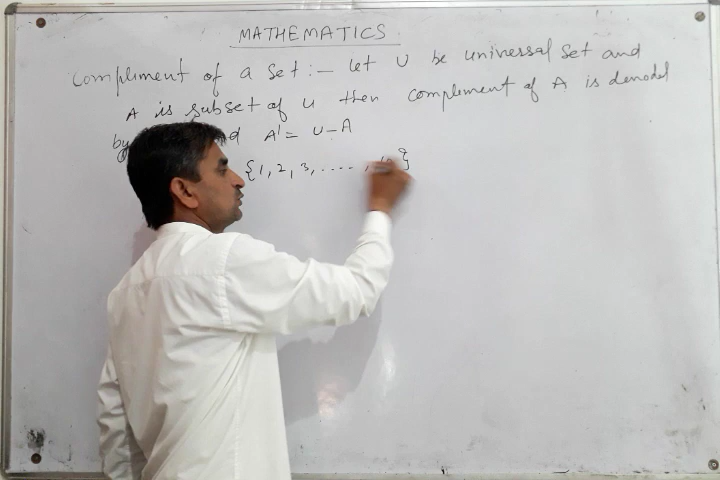 MATHEMATICS
Compliment of a Set :- Let U be universal Set and
A is subset of U then complement of A is denoted
by A' = U-A
{1, 2, 3, ....,